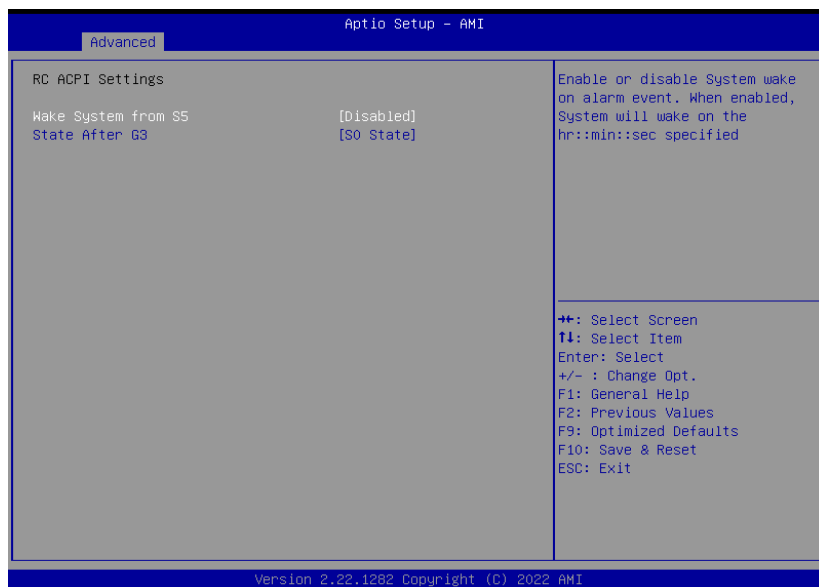 Aptio Setup – AMI
Advanced
RC ACPI Settings
Wake System from S5 [Disabled]
State After G3 [S0 State]
Enable or disable System wake
on alarm event. When enabled,
System will wake on the
hr::min::sec specified
→←: Select Screen
↑↓: Select Item
Enter: Select
+/- : Change Opt.
F1: General Help
F2: Previous Values
F9: Optimized Defaults
F10: Save & Reset
ESC: Exit
Version 2.22.1282 Copyright (C) 2022 AMI